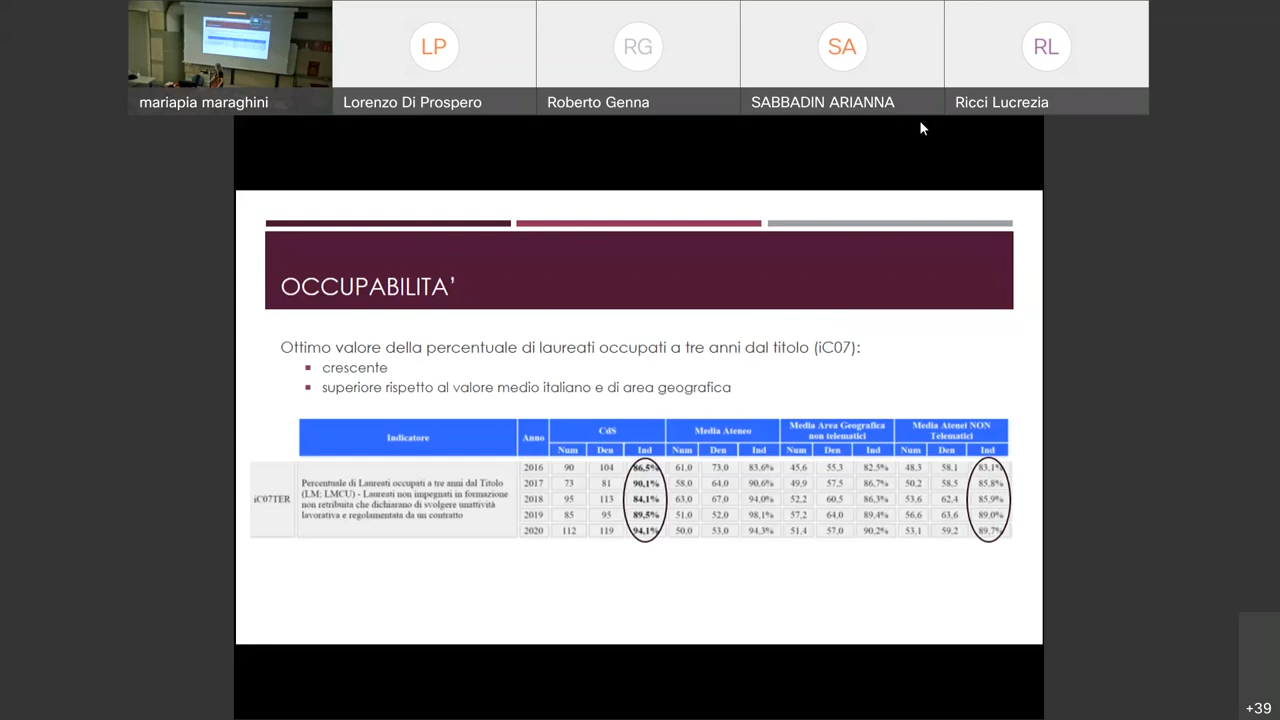 LP
RG
SA
RL
mariapia maraghini
Lorenzo Di Prospero
Roberto Genna
SABBADIN ARIANNA
Ricci Lucrezia
OCCUPABILITA'
Ottimo valore della percentuale di laureati occupati a tre anni dal titolo (iC07):
crescente
superiore rispetto al valore medio italiano e di area geografica
Indicatore Anno CdS Media Ateneo Media Area Geografica non telematici Media Atenei NON Telematici
Num Den Ind Num Den Ind Num Den Ind Num Den Ind
iC07TER
Percentuale di Laureati occupati a tre anni dal Titolo
(LM; LMCU) - Laureati non impegnati in formazione
non retribuita che dichiarano di svolgere unattività
lavorativa e regolamentata da un contratto
2016 90 104 86,5% 61,0 73,0 83,6% 45,6 55,3 82,5% 48,3 58,1 83,1%
2017 73 81 90,1% 58,0 64,0 90,6% 49,9 57,5 86,7% 50,2 58,5 85,8%
2018 95 113 84,1% 63,0 67,0 94,0% 52,2 60,5 86,3% 53,6 62,4 85,9%
2019 85 95 89,5% 51,0 52,0 98,1% 57,2 64,0 89,4% 56,6 63,6 89,0%
2020 112 119 94,1% 50,0 53,0 94,3% 51,4 57,0 90,2% 53,1 59,2 89,7%
+39